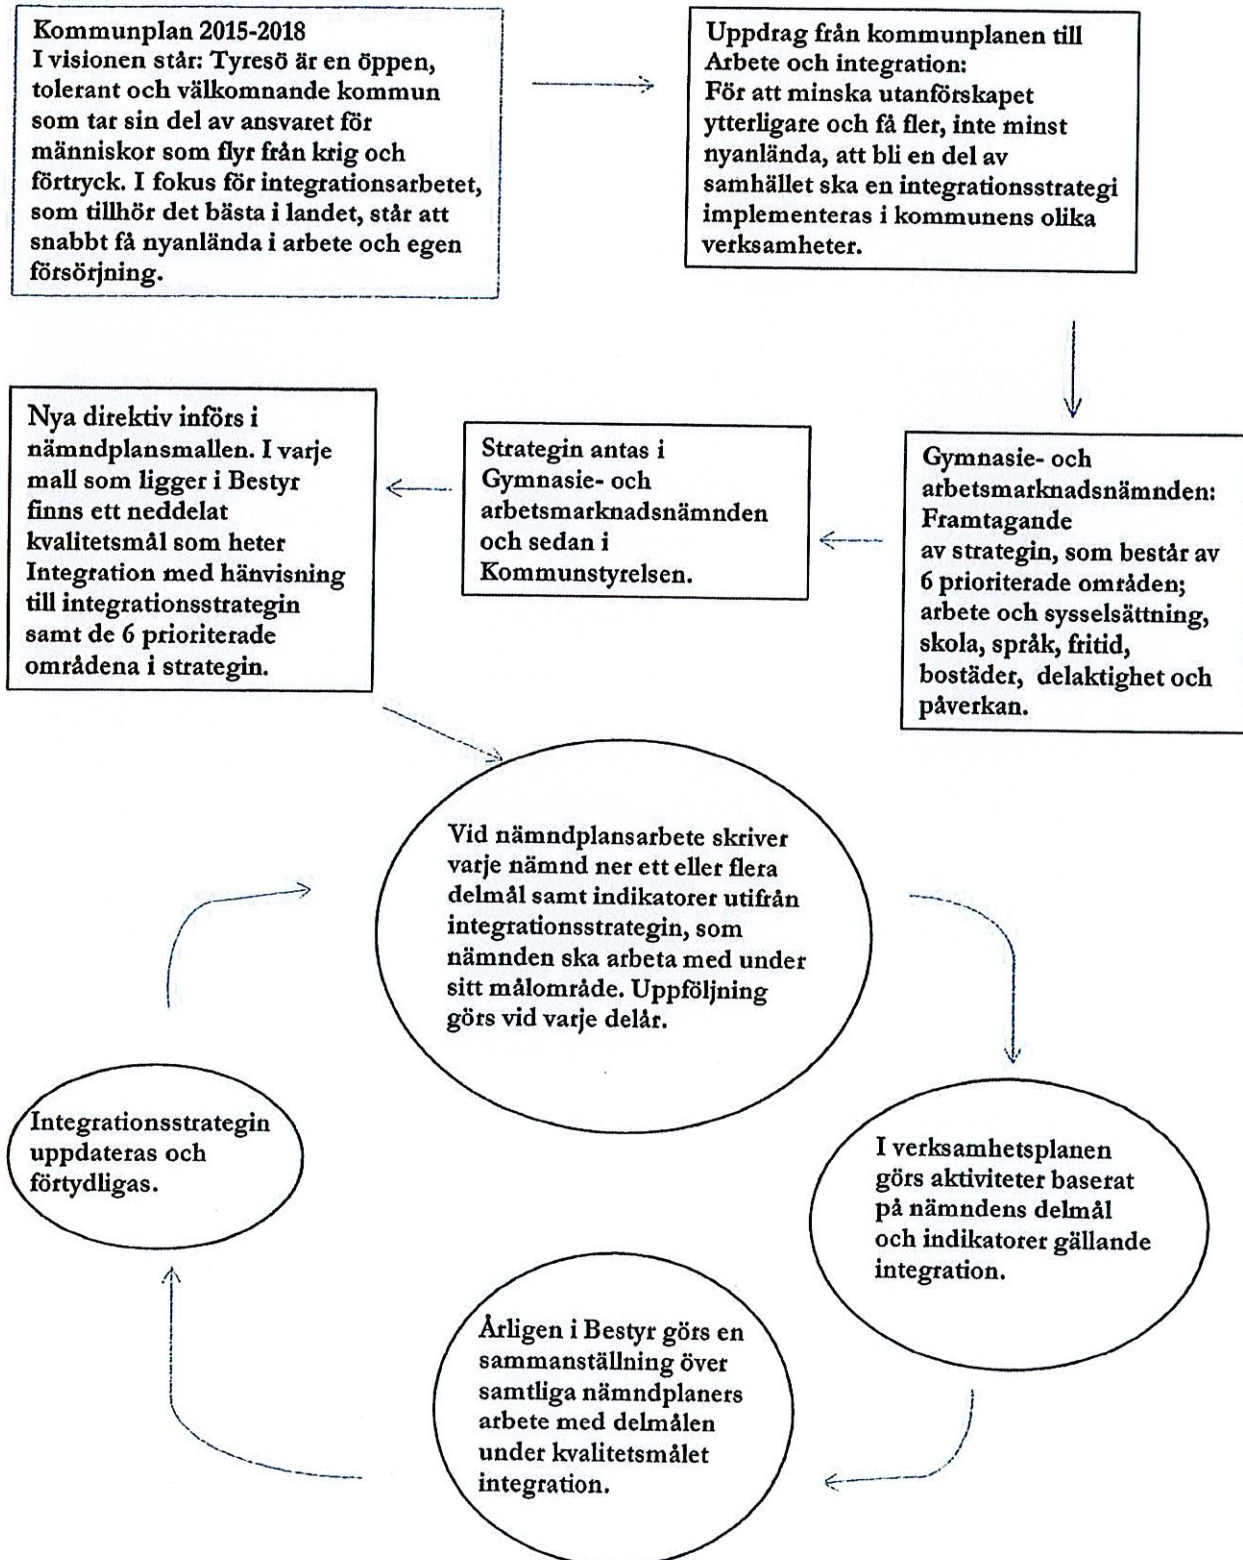 Kommunplan 2015-2018
I visionen står: Tyresö är en öppen,
tolerant och välkomnande kommun
som tar sin del av ansvaret för
människor som flyr från krig och
förtryck. I fokus för integrationsarbetet,
som tillhör det bästa i landet, står att
snabbt få nyanlända i arbete och egen
försörjning.
Uppdrag från kommunplanen till
Arbete och integration:
För att minska utanförskapet
ytterligare och få fler, inte minst
nyanlända, att bli en del av
samhället ska en integrationsstrategi
implementeras i kommunens olika
verksamheter.
Gymnasie- och
arbetsmarknadsnämnden:
Framtagande
av strategin, som består av
6 prioriterade områden;
arbete och sysselsättning,
skola, språk, fritid,
bostäder, delaktighet och
påverkan.
Strategin antas i
Gymnasie- och
arbetsmarknadsnämnden
och sedan i
Kommunstyrelsen.
Nya direktiv införs i
nämndplansmallen. I varje
mall som ligger i Bestyr
finns ett neddelat
kvalitetsmål som heter
Integration med hänvisning
till integrationsstrategin
samt de 6 prioriterade
områdena i strategin.
Vid nämndplansarbete skriver
varje nämnd ner ett eller flera
delmål samt indikatorer utifrån
integrationsstrategin, som
nämnden ska arbeta med under
sitt målområde. Uppföljning
görs vid varje delår.
I verksamhetsplanen
görs aktiviteter baserat
på nämndens delmål
och indikatorer gällande
integration.
Årligen i Bestyr görs en
sammanställning över
samtliga nämndplaners
arbete med delmålen
under kvalitetsmålet
integration.
Integrationsstrategin
uppdateras och
förtydligas.